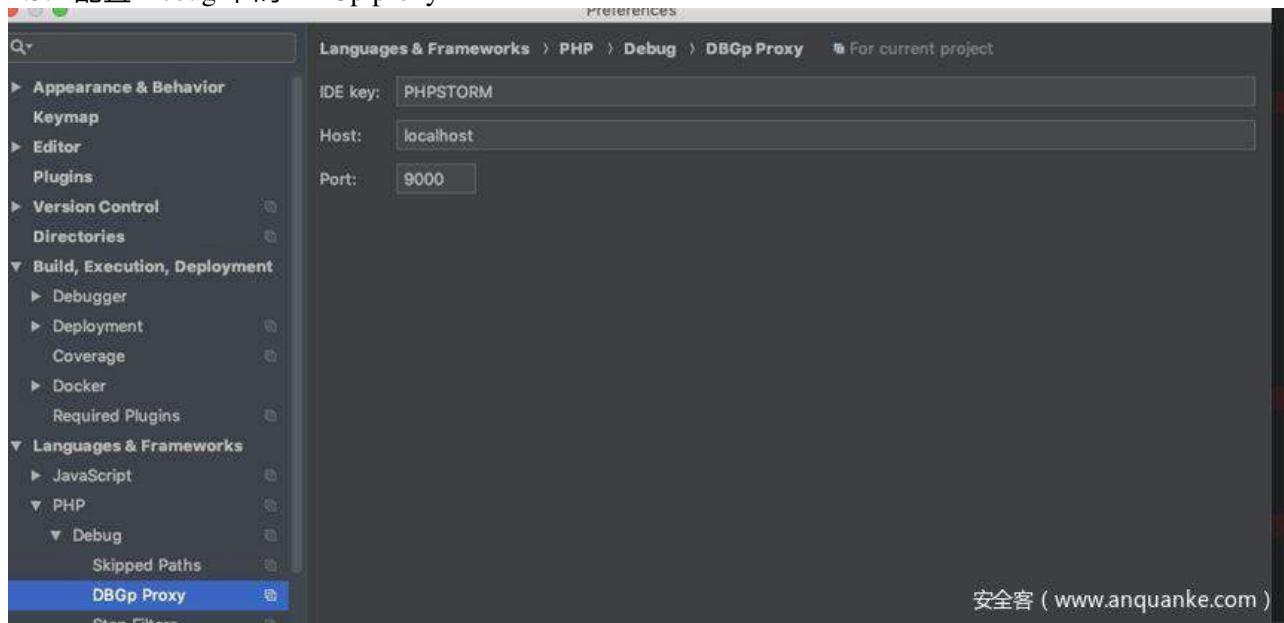 Preferences
Languages & Frameworks > PHP > Debug > DBGp Proxy For current project
Appearance & Behavior
Keymap
Editor
Plugins
Version Control
Directories
Build, Execution, Deployment
Debugger
Deployment
Coverage
Docker
Required Plugins
Languages & Frameworks
JavaScript
PHP
Debug
Skipped Paths
DBGp Proxy
IDE key: PHPSTORM
Host: localhost
Port: 9000
安全客 ( www.anquanke.com )